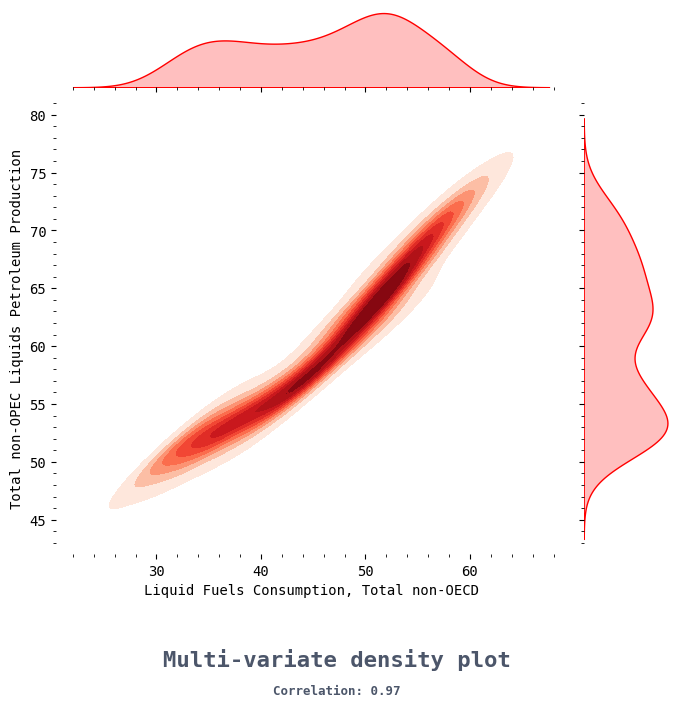 80
75
70
65
60
55
50
45
Total non-OPEC Liquids Petroleum Production
30 40 50 60
Liquid Fuels Consumption, Total non-OECD
Multi-variate density plot
Correlation: 0.97